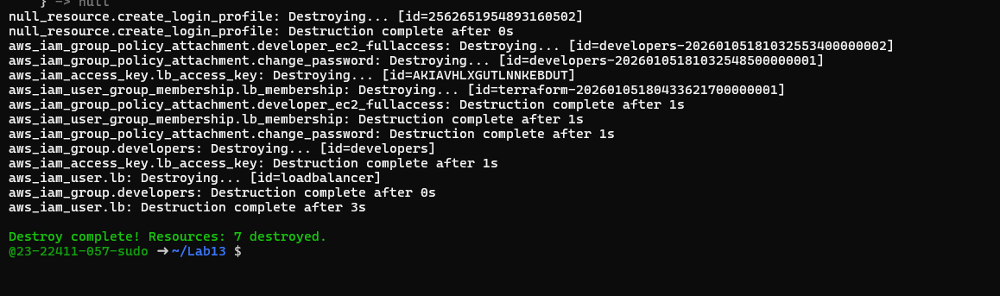 } -> null
null_resource.create_login_profile: Destroying... [id=2562651954893160502]
null_resource.create_login_profile: Destruction complete after 0s
aws_iam_group_policy_attachment.developer_ec2_fullaccess: Destroying... [id=developers-20260105181032553400000002]
aws_iam_group_policy_attachment.change_password: Destroying... [id=developers-20260105181032548500000001]
aws_iam_access_key.lb_access_key: Destroying... [id=AKIAVHLXGUTLNNKEBDUT]
aws_iam_user_group_membership.lb_membership: Destroying... [id=terraform-20260105180433621700000001]
aws_iam_group_policy_attachment.developer_ec2_fullaccess: Destruction complete after 1s
aws_iam_user_group_membership.lb_membership: Destruction complete after 1s
aws_iam_group_policy_attachment.change_password: Destruction complete after 1s
aws_iam_group.developers: Destroying... [id=developers]
aws_iam_access_key.lb_access_key: Destruction complete after 1s
aws_iam_user.lb: Destroying... [id=loadbalancer]
aws_iam_group.developers: Destruction complete after 0s
aws_iam_user.lb: Destruction complete after 3s
Destroy complete! Resources: 7 destroyed.
@23-22411-057-sudo ➜ ~/Lab13 $